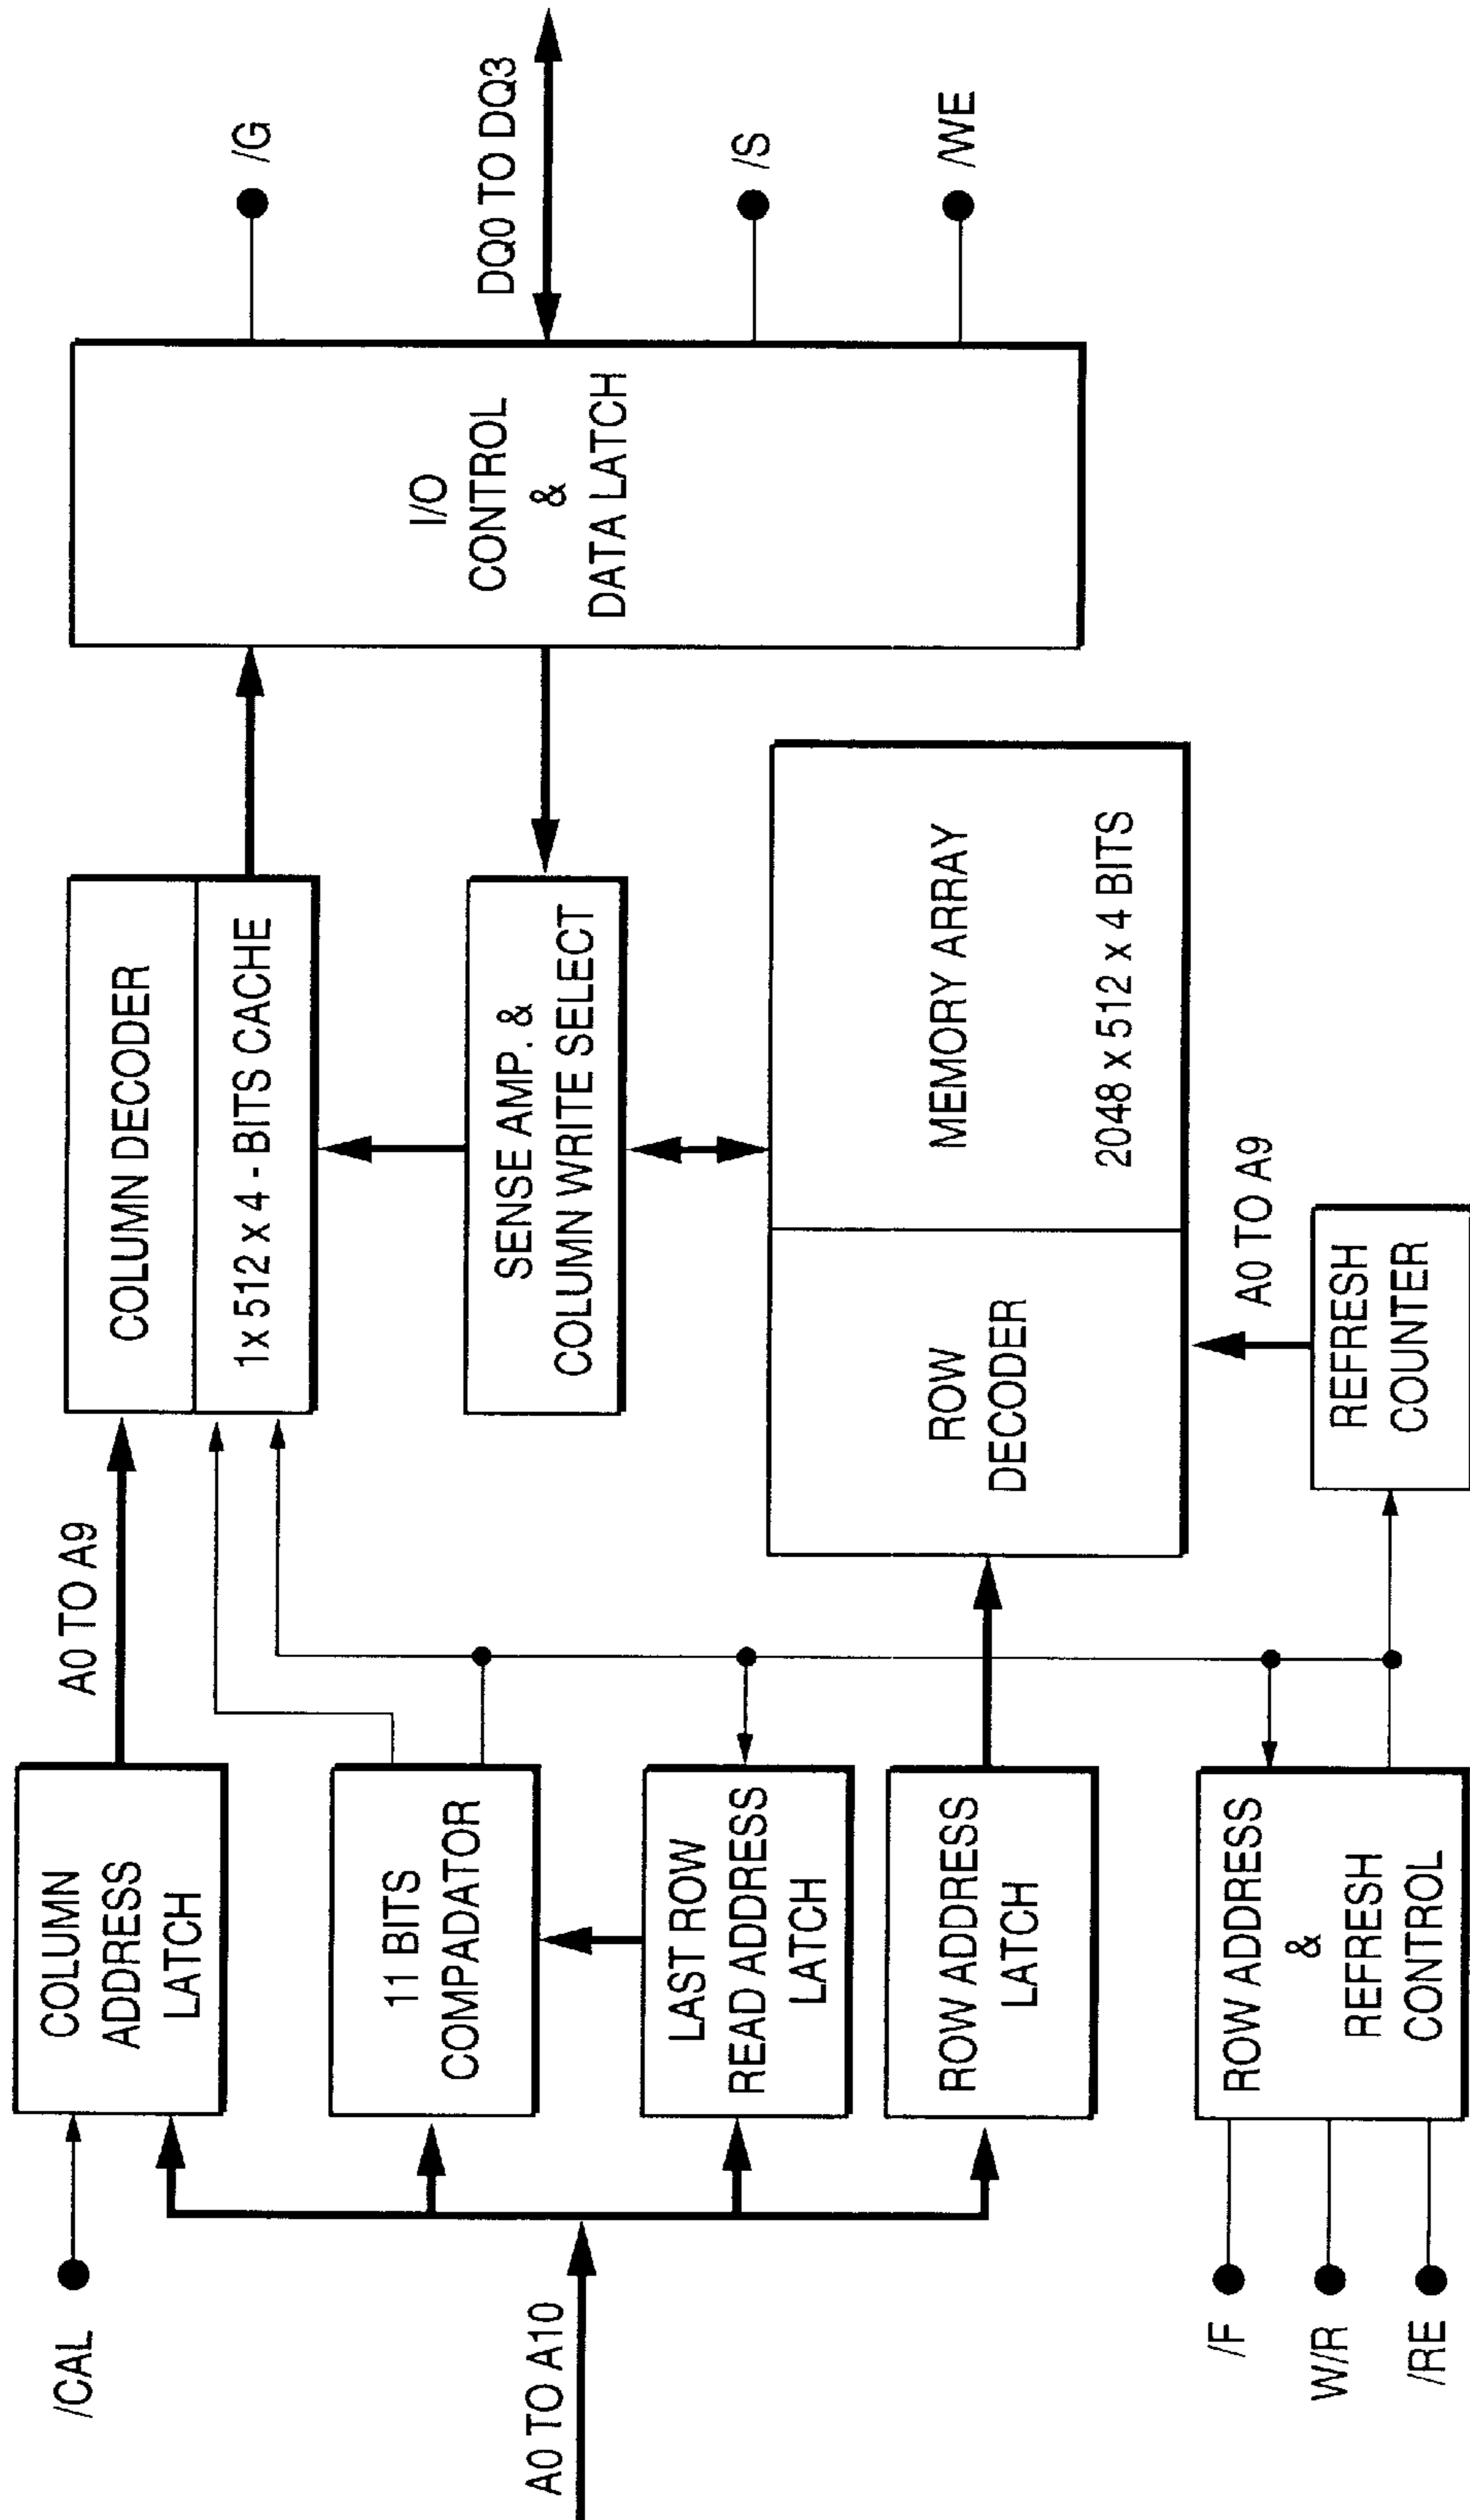 /CAL
COLUMN
ADDRESS
LATCH
A0 TO A9
COLUMN DECODER
1x 512 x 4 - BITS CACHE
/G
A0 TO A10
11 BITS
COMPADATOR
SENSE AMP. &
COLUMN WRITE SELECT
I/O
CONTROL
&
DATA LATCH
DQ0 TO DQ3
LAST ROW
READ ADDRESS
LATCH
/S
ROW ADDRESS
LATCH
ROW
DECODER
MEMORY ARRAY
2048 x 512 x 4 BITS
/WE
/F
W/R
/RE
ROW ADDRESS
&
REFRESH
CONTROL
A0 TO A9
REFRESH
COUNTER